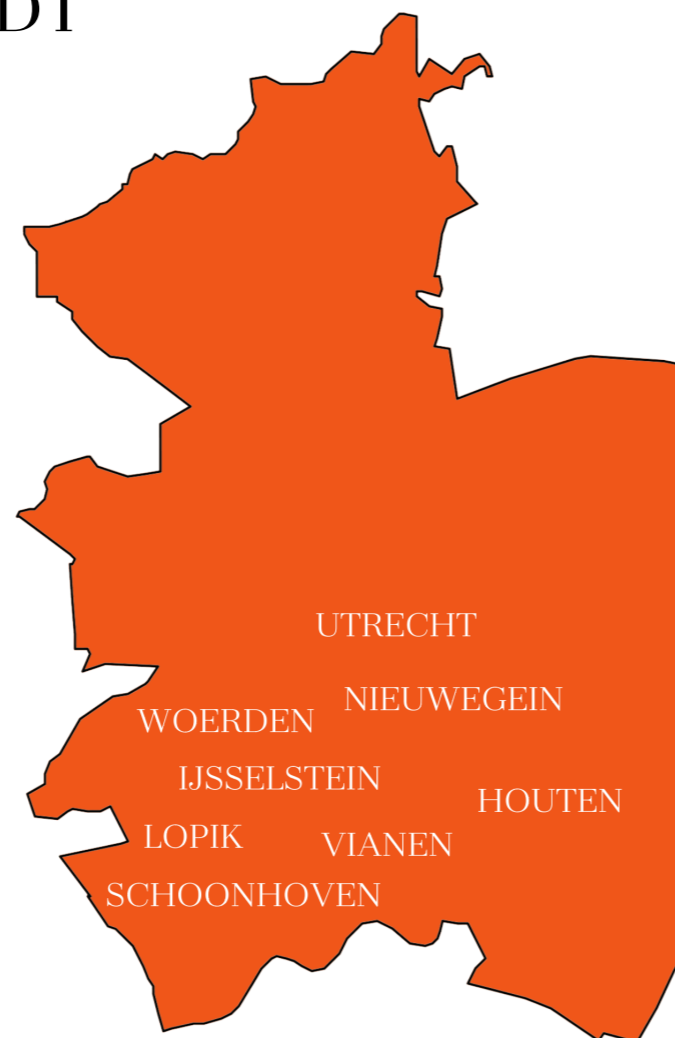 UTRECHT
NIEUWEGEIN
WOERDEN
IJSSELSTEIN
HOUTEN
LOPIK
VIANEN
SCHOONHOVEN